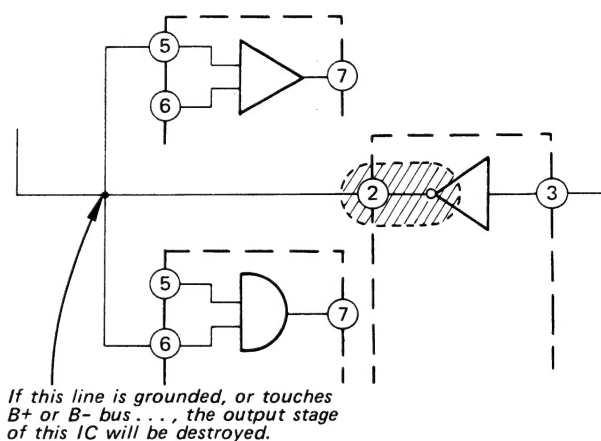 5
6
7
2
3
5
6
7
If this line is grounded, or touches
B+ or B- bus . . . , the output stage
of this IC will be destroyed.